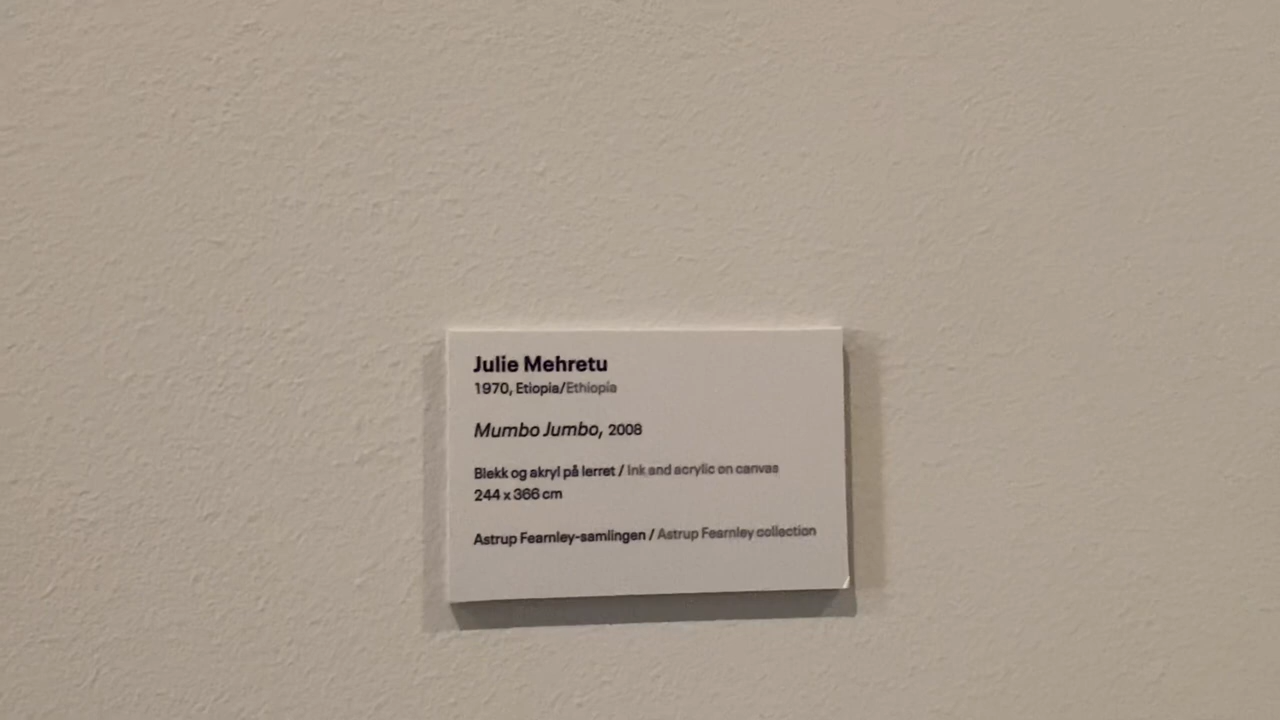 Julie Mehretu
1970, Etiopia/Ethiopia
Mumbo Jumbo, 2008
Blekk og akryl på lerret / Ink and acrylic on canvas
244 x 366 cm
Astrup Fearnley-samlingen / Astrup Fearnley collection